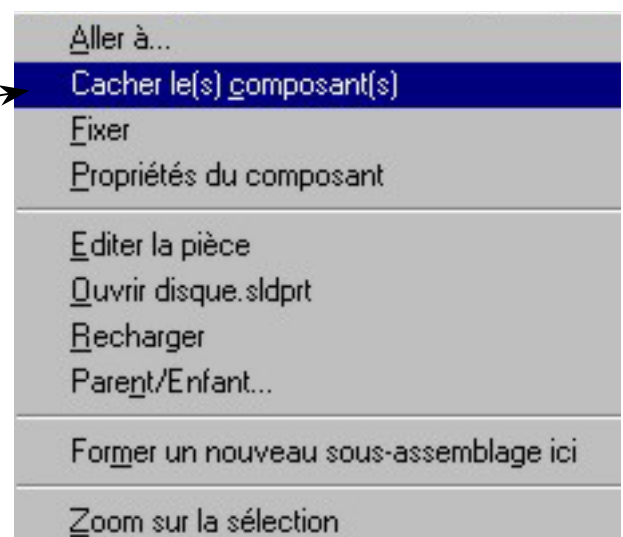 Aller à...
Cacher le(s) composant(s)
Fixer
Propriétés du composant
Editer la pièce
Ouvrir disque.sldprt
Recharger
Parent/Enfant...
Former un nouveau sous-assemblage ici
Zoom sur la sélection